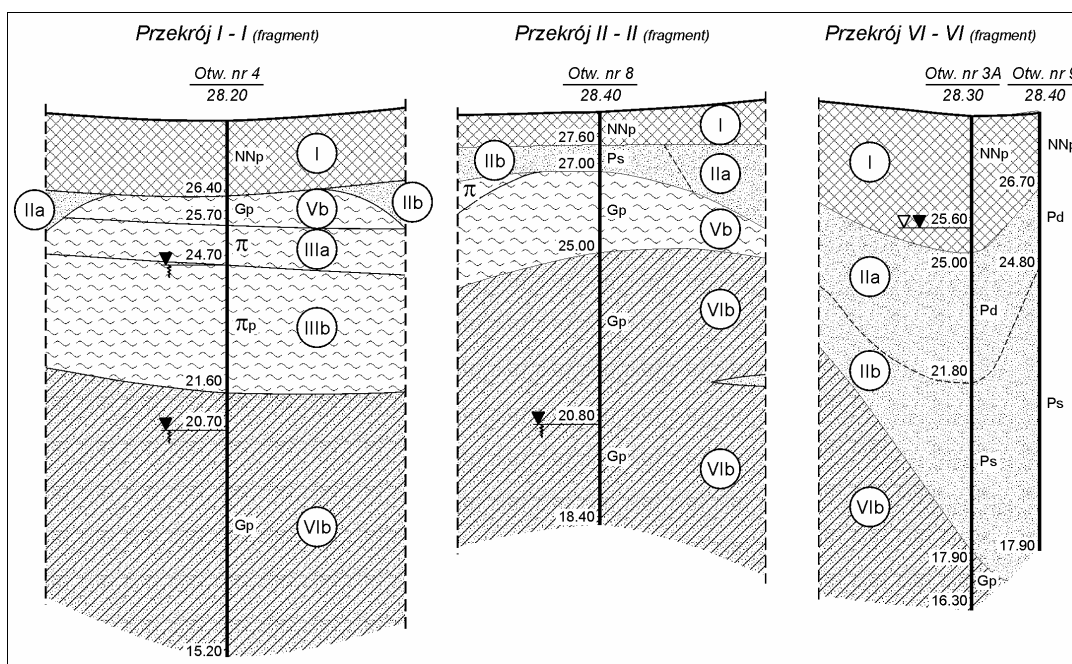 Przekrój I - I (fragment)
Otw. nr 4
28.20
NNp
I
26.40
IIa
Gp
Vb
IIb
25.70
π
IIIa
24.70
πp
IIIb
21.60
20.70
Gp
VIb
15.20
Przekrój II - II (fragment)
Otw. nr 8
28.40
NNp
I
27.60
IIb
Ps
27.00
IIa
π
Gp
Vb
25.00
Gp
VIb
20.80
Gp
VIb
18.40
Przekrój VI - VI (fragment)
Otw. nr 3A Otw. nr 9
28.30 28.40
NNp
NNp
I
26.70
25.60
Pd
25.00
24.80
IIa
Pd
IIb
21.80
Ps
Ps
VIb
17.90
17.90
Gp
16.30